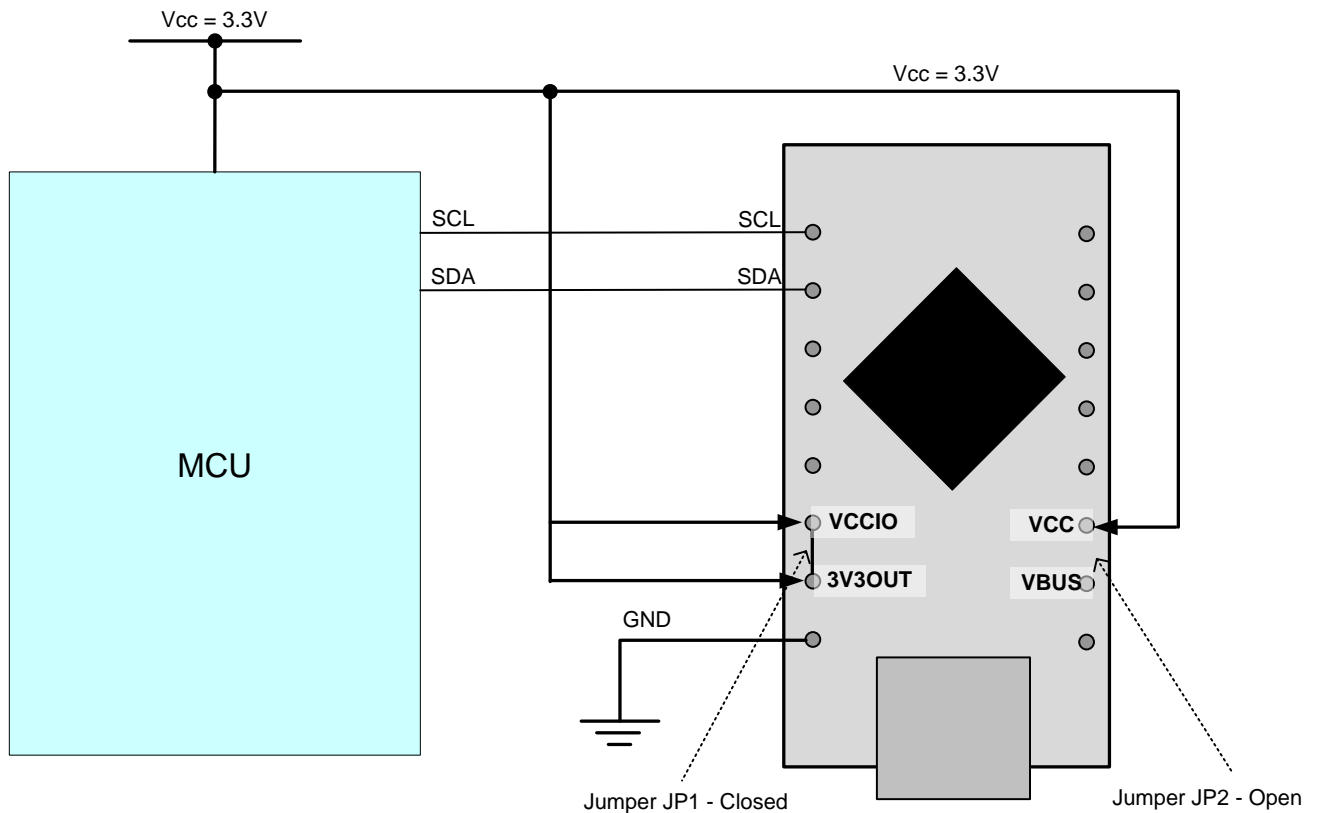 Vcc = 3.3V
Vcc = 3.3V
SCL
SCL
SDA
SDA
MCU
VCCIO
VCC
3V3OUT
VBUS
GND
Jumper JP1 - Closed
Jumper JP2 - Open